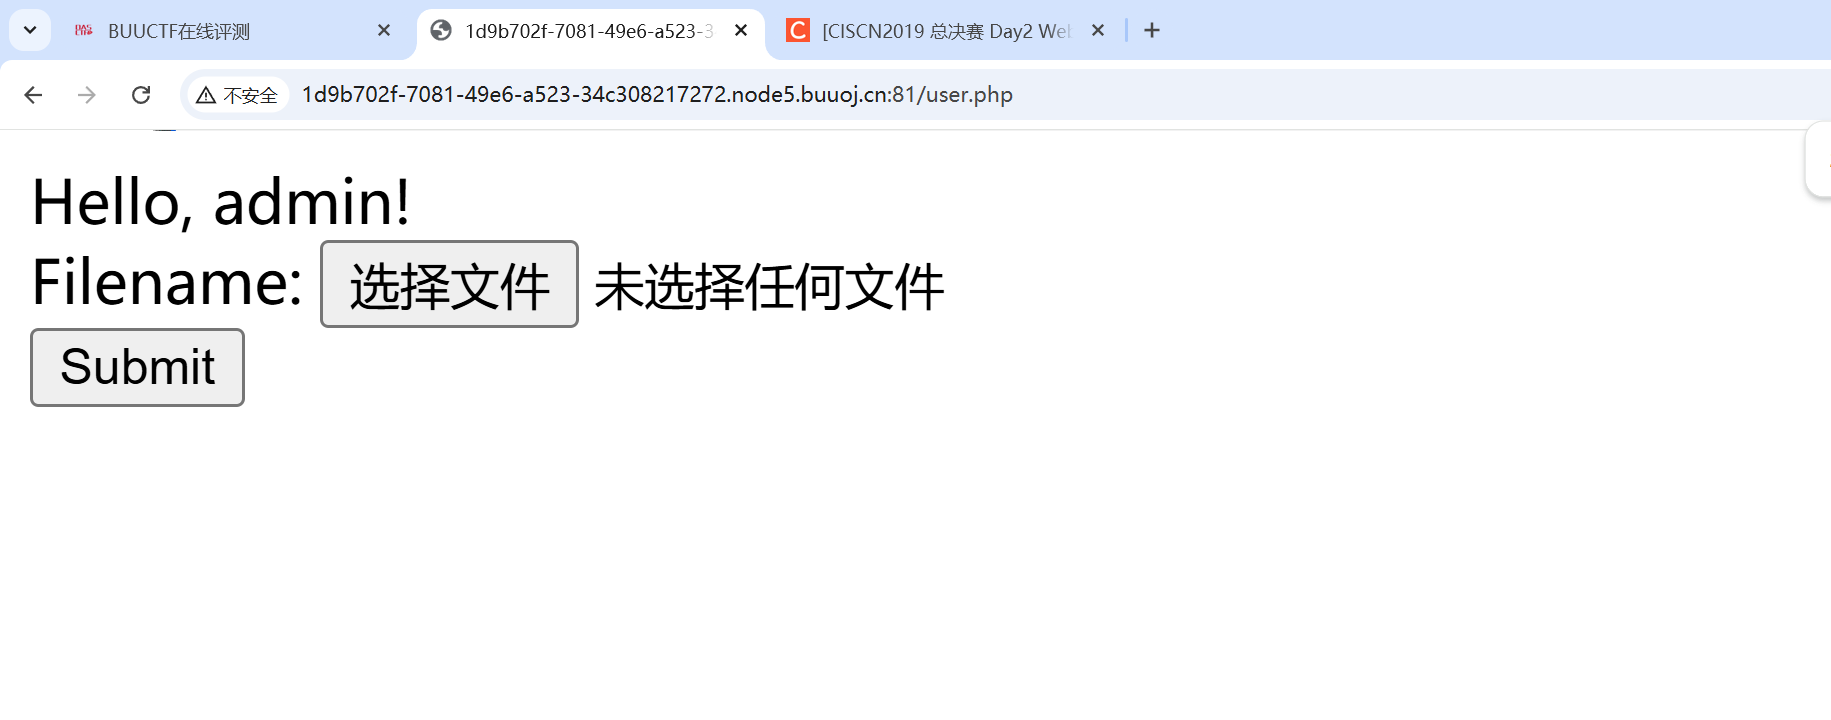 BUUCTF在线评测
1d9b702f-7081-49e6-a523-3
[CISCN2019 总决赛 Day2 Web
不安全
1d9b702f-7081-49e6-a523-34c308217272.node5.buuoj.cn:81/user.php
Hello, admin!
Filename: 选择文件 未选择任何文件
Submit